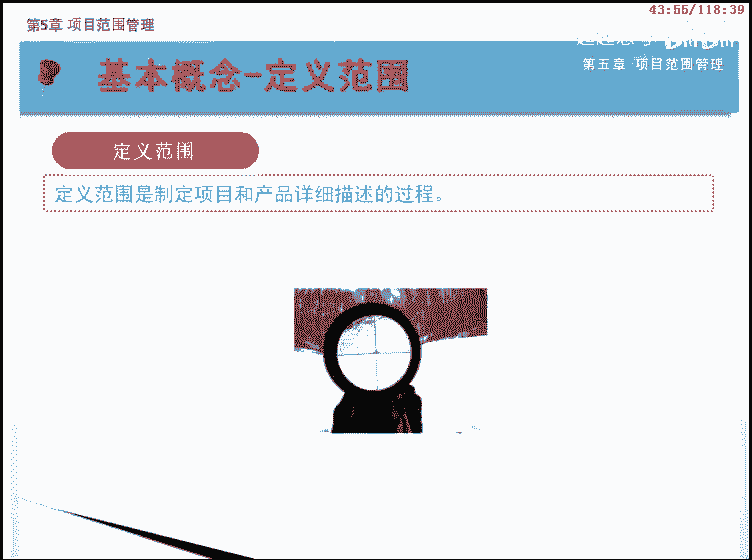 43:56/118:39
第5章 项目范围管理
基本概念-定义范围
第五章 项目范围管理
定义范围
定义范围是制定项目和产品详细描述的过程。